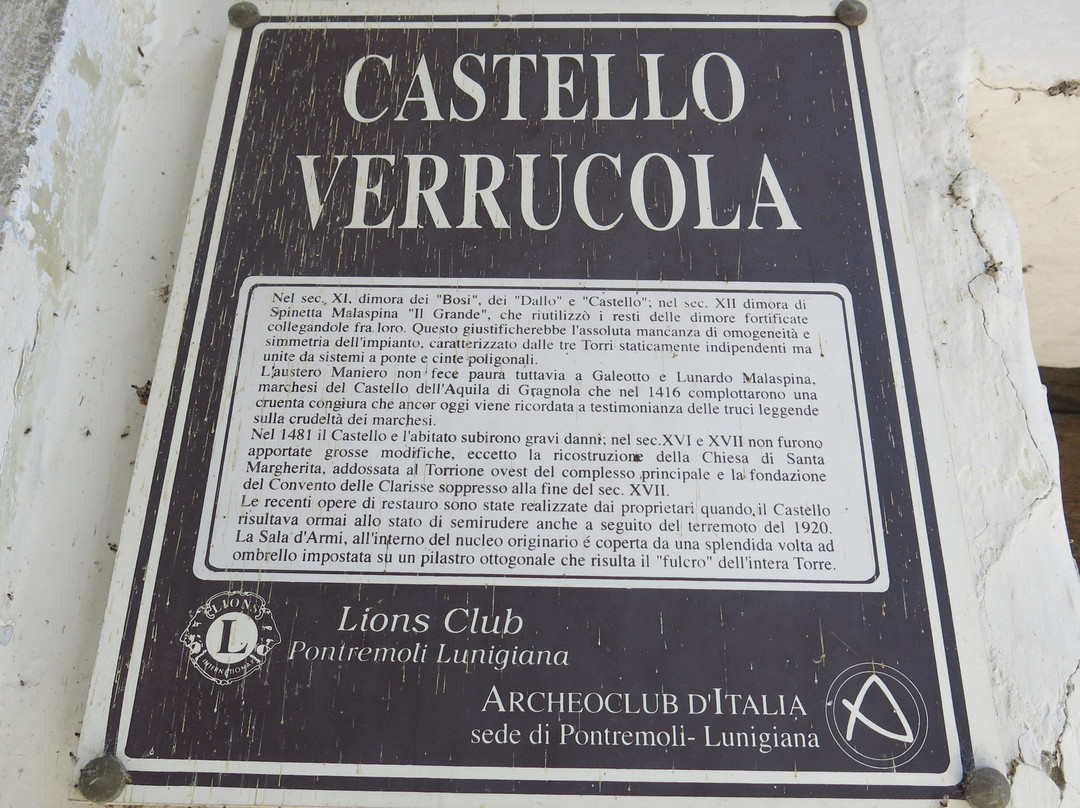 CASTELLO
VERRUCOLA
Nel sec. XI, dimora dei "Bosi", dei "Dallo" e "Castello"; nel sec. XII dimora di
Spinetta Malaspina "Il Grande", che riutilizzò i resti delle dimore fortificate
collegandole fra loro. Questo giustificherebbe l'assoluta mancanza di omogeneità e
simmetria dell'impianto, caratterizzato dalle tre Torri staticamente indipendenti ma
unite da sistemi a ponte e cinte poligonali.
L'austero Maniero non fece paura tuttavia a Galeotto e Lunardo Malaspina,
marchesi del Castello dell'Aquila di Gragnola che nel 1416 complottarono una
cruenta congiura che ancor oggi viene ricordata a testimonianza delle truci leggende
sulla crudeltà dei marchesi.
Nel 1481 il Castello e l'abitato subirono gravi danni; nel sec.XVI e XVII non furono
apportate grosse modifiche, eccetto la ricostruzione della Chiesa di Santa
Margherita, addossata al Torrione ovest del complesso principale e la fondazione
del Convento delle Clarisse soppresso alla fine del sec. XVII.
Le recenti opere di restauro sono state realizzate dai proprietari quando il Castello
risultava ormai allo stato di semirudere anche a seguito del terremoto del 1920.
La Sala d'Armi, all'interno del nucleo originario é coperta da una splendida volta ad
ombrello impostata su un pilastro ottogonale che risulta il "fulcro" dell'intera Torre.
LIONS
L
INTERNATIONAL
Lions Club
Pontremoli Lunigiana
ARCHEOCLUB D'ITALIA
sede di Pontremoli- Lunigiana